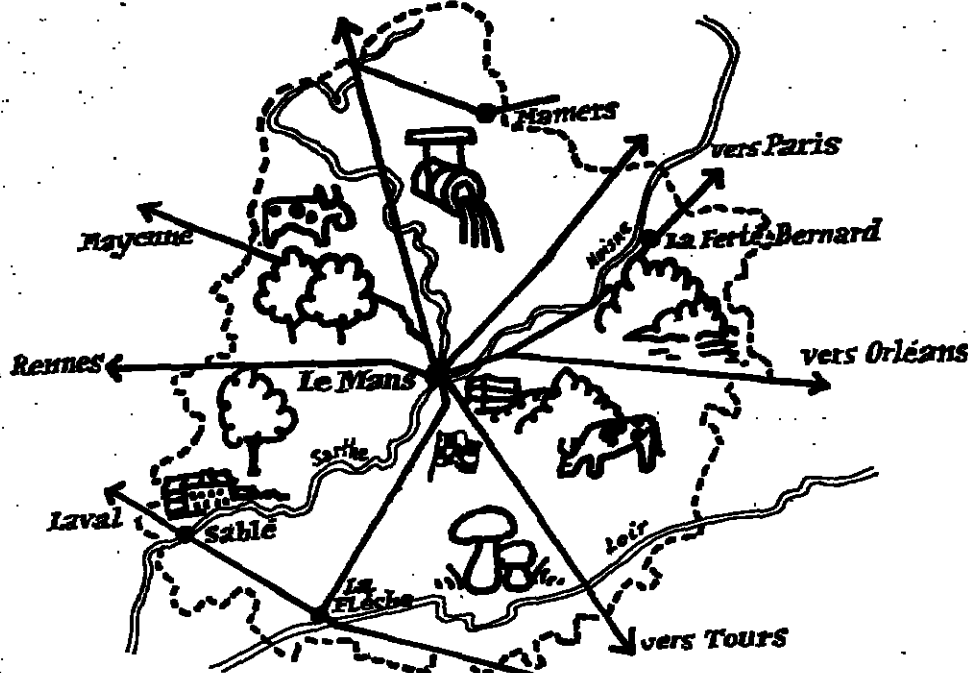 Mamers
vers Paris
Mayenne
Huisne
La Ferté-Bernard
Rennes
Le Mans
vers Orléans
Sarthe
Laval
Sablé
Loir
La
Flèche
vers Tours